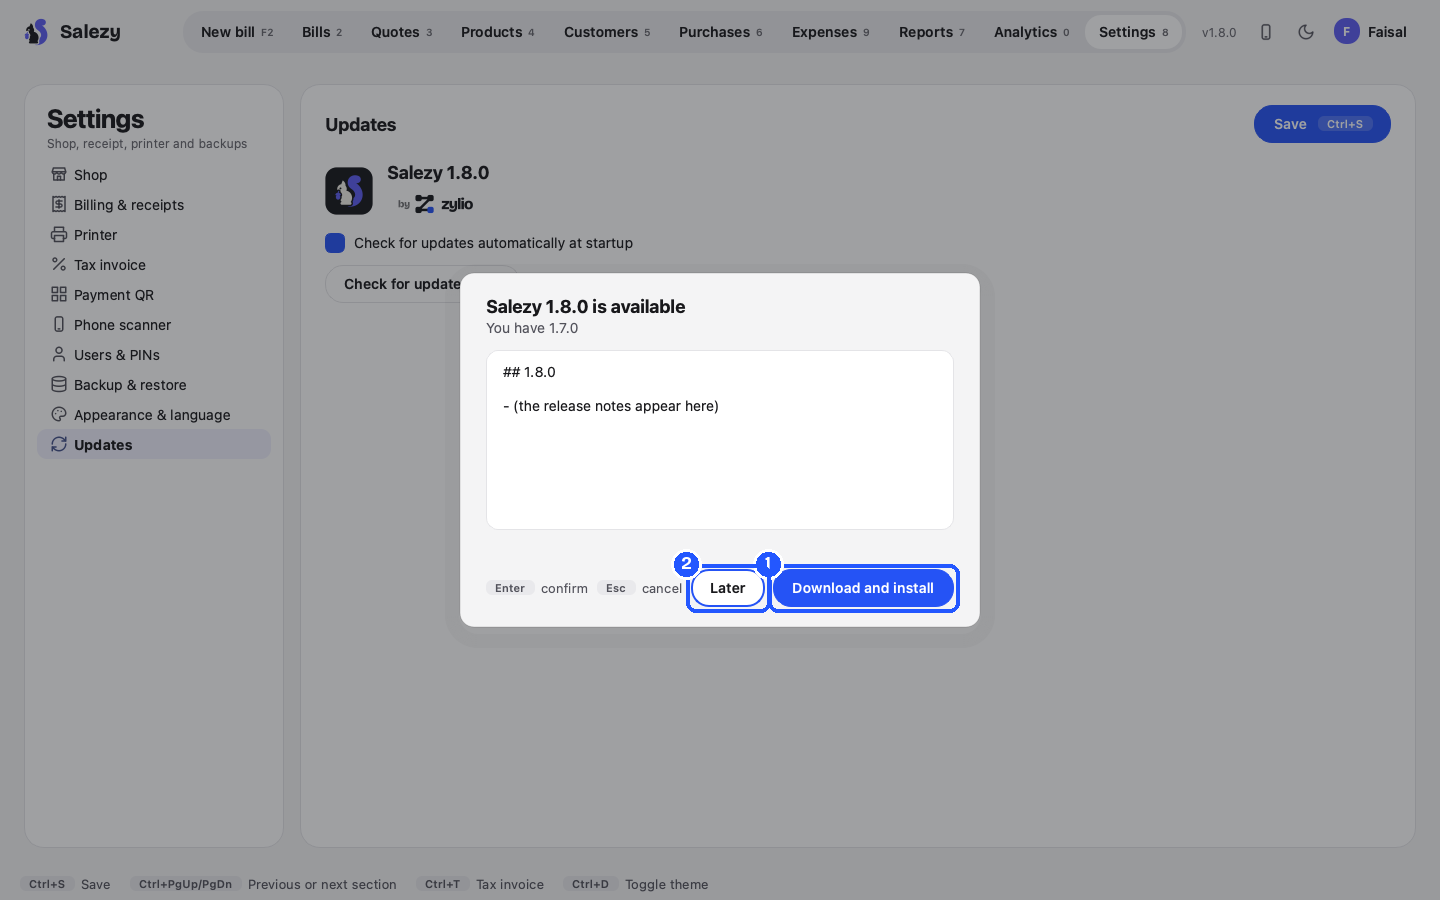 Salezy
New bill F2
Bills 2
Quotes 3
Products 4
Customers 5
Purchases 6
Expenses 9
Reports 7
Analytics 0
Settings 8
v1.8.0
F
Faisal
Settings
Shop, receipt, printer and backups
Shop
Billing & receipts
Printer
Tax invoice
Payment QR
Phone scanner
Users & PINs
Backup & restore
Appearance & language
Updates
Updates
Save Ctrl+S
Salezy 1.8.0
by zylio
Check for updates automatically at startup
Check for update
Salezy 1.8.0 is available
You have 1.7.0
## 1.8.0
- (the release notes appear here)
2
1
Enter confirm Esc cancel
Later
Download and install
Ctrl+S Save Ctrl+PgUp/PgDn Previous or next section Ctrl+T Tax invoice Ctrl+D Toggle theme